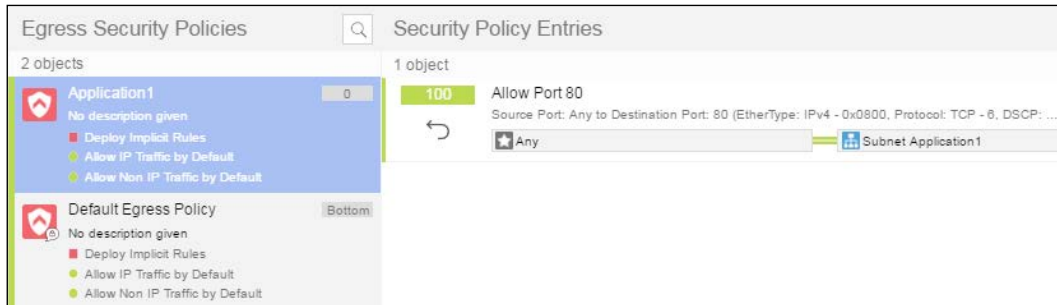 Egress Security Policies
2 objects
Application1
0
No description given
Deploy Implicit Rules
Allow IP Traffic by Default
Allow Non IP Traffic by Default
Default Egress Policy
Bottom
No description given
Deploy Implicit Rules
Allow IP Traffic by Default
Allow Non IP Traffic by Default
Security Policy Entries
1 object
100
Allow Port 80
Source Port: Any to Destination Port: 80 (EtherType: IPv4 - 0x0800, Protocol: TCP - 6, DSCP: ...
Any
Subnet Application1